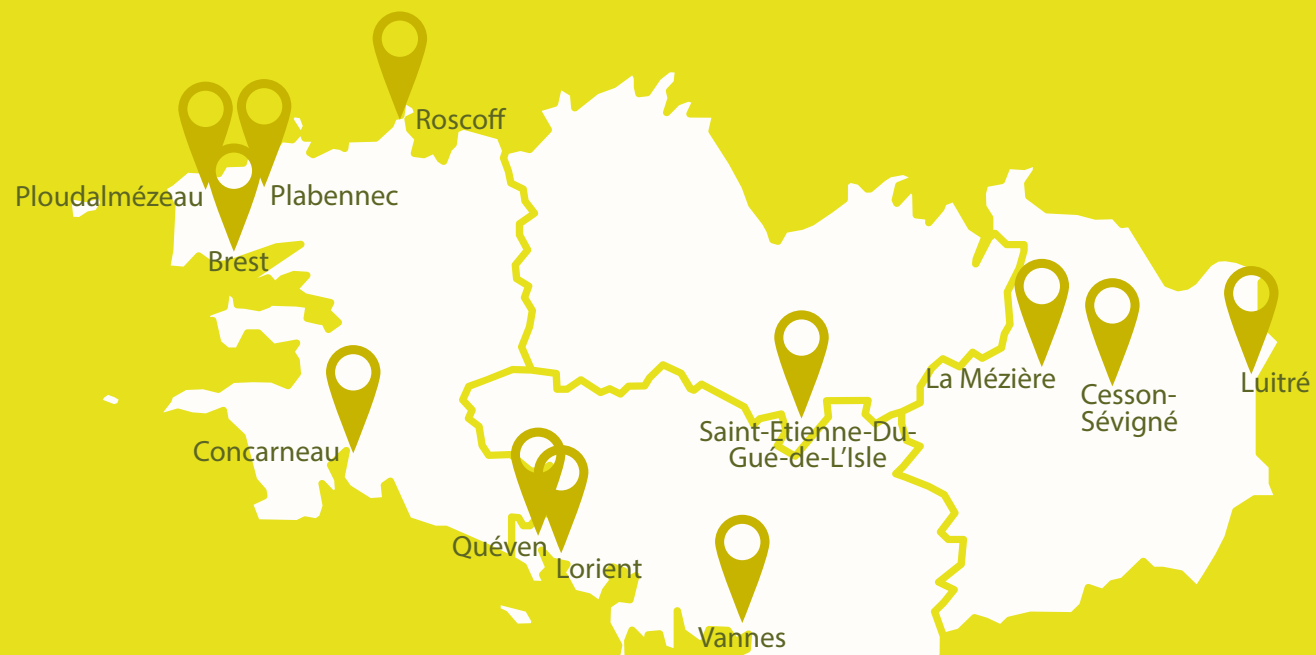 Roscoff
Ploudalmézeau
Plabennec
Brest
La Mézière
Cesson-
Sévigné
Luitré
Saint-Etienne-Du-
Gué-de-L'Isle
Concarneau
Quéven
Lorient
Vannes